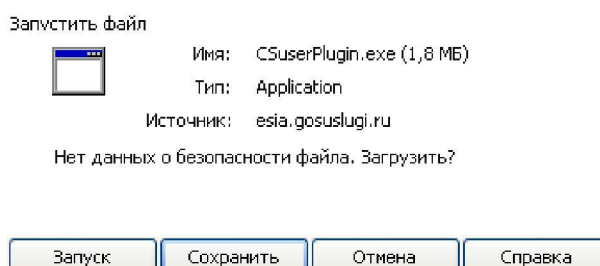 Запустить файл
Имя: CSuserPlugin.exe (1,8 МБ)
Тип: Application
Источник: esia.gosuslugi.ru
Нет данных о безопасности файла. Загрузить?
Запуск Сохранить Отмена Справка